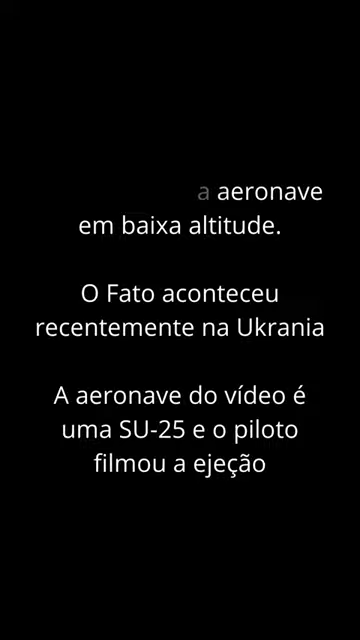 a aeronave
em baixa altitude.
O Fato aconteceu
recentemente na Ukrania
A aeronave do vídeo é
uma SU-25 e o piloto
filmou a ejeção